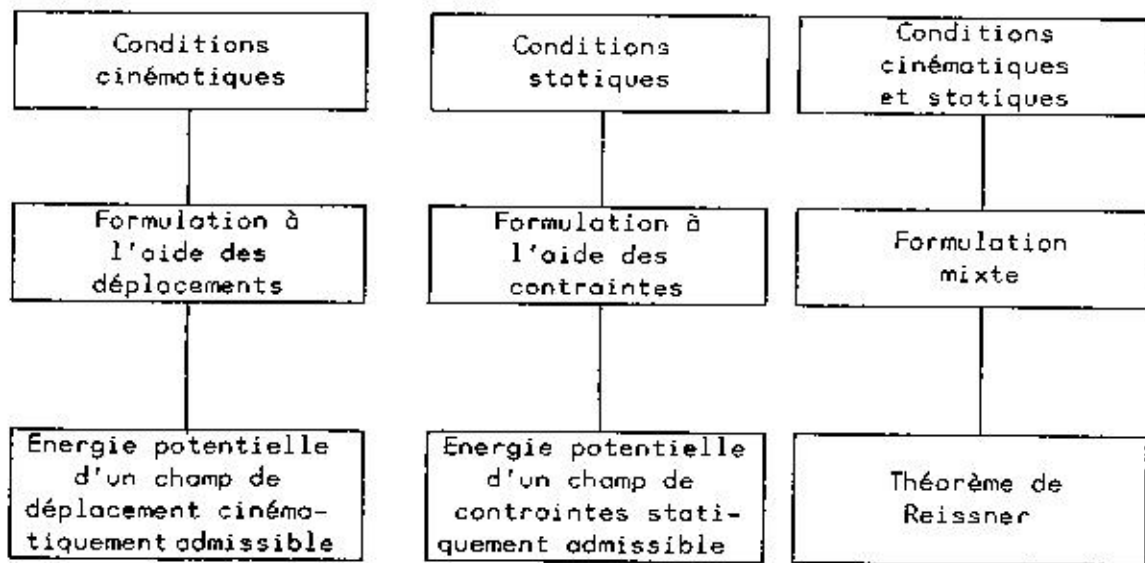 Conditions
cinématiques
Conditions
statiques
Conditions
cinématiques
et statiques
Formulation à
l'aide des
déplacements
Formulation à
l'aide des
contraintes
Formulation
mixte
Energie potentielle
d'un champ de
déplacement cinéma-
tiquement admissible
Energie potentielle
d'un champ de
contraintes stati-
quement admissible
Théorème de
Reissner